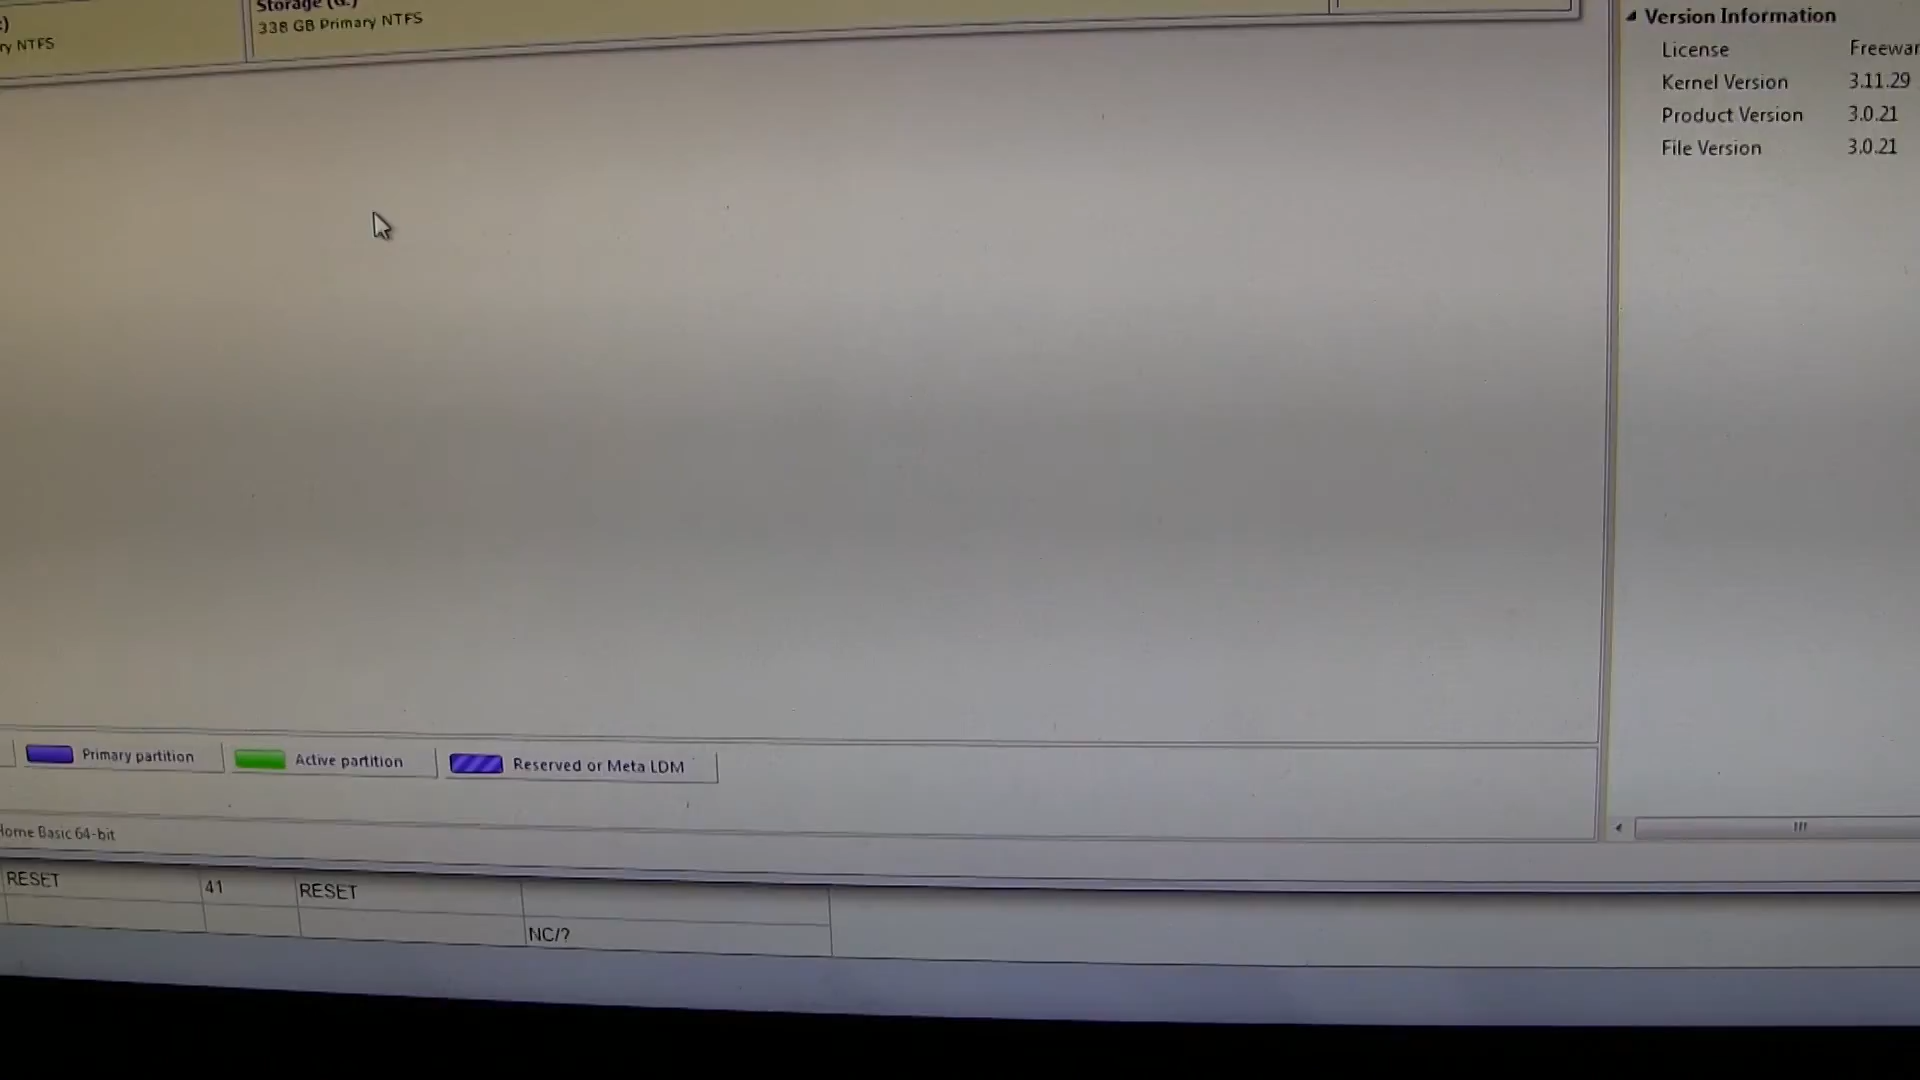 Storage (G:)
338 GB Primary NTFS
NTFS
Version Information
License
Kernel Version 3.11.29
Product Version 3.0.21
File Version 3.0.21
Primary partition
Active partition
Reserved or Meta LDM
Home Basic 64-bit
RESET 41 RESET
NC/?